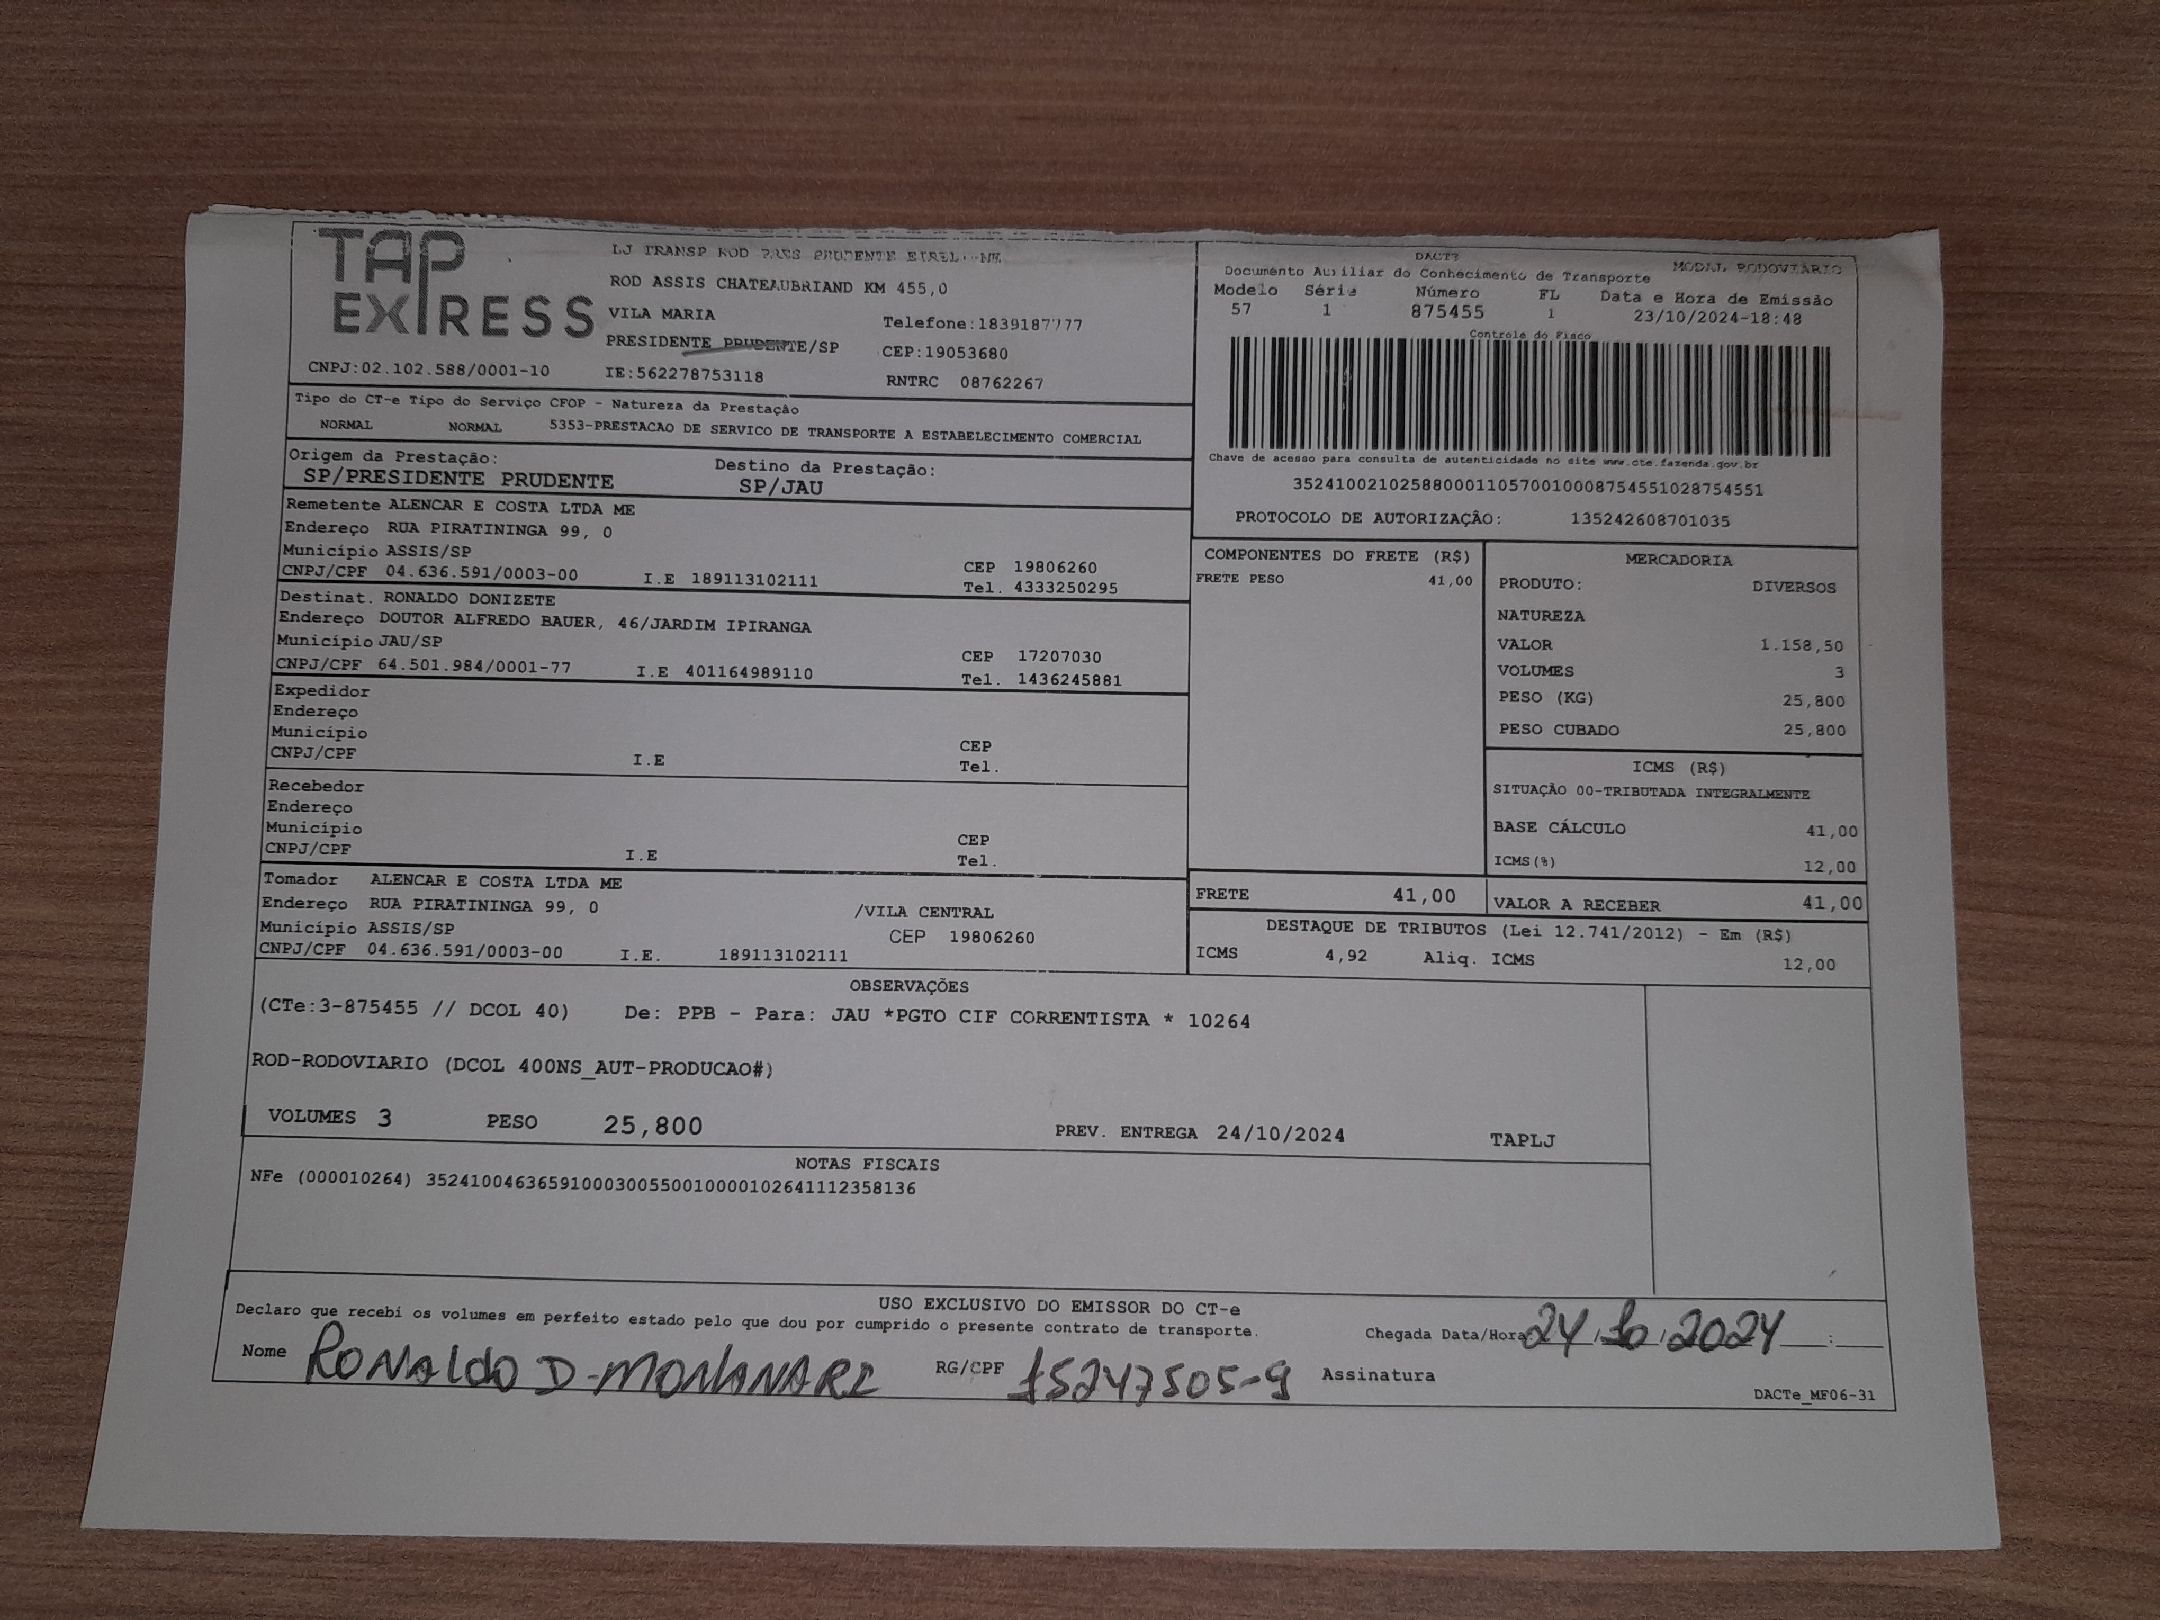 TAP
EXPRESS
LJ TRANSP ROD PRES PRUDENTE EIRELI-ME
ROD ASSIS CHATEAUBRIAND KM 455,0
VILA MARIA
Telefone:1839187777
PRESIDENTE PRUDENTE/SP
CEP:19053680
CNPJ:02.102.588/0001-10
IE:562278753118
RNTRC 08762267
DACTE
Documento Auxiliar do Conhecimento de Transporte
MODAL RODOVIARIO
Modelo Série Número FL Data e Hora de Emissão
57 1 875455 1 23/10/2024-18:48
Controle do Fisco
Chave de acesso para consulta de autenticidade no site www.cte.fazenda.gov.br
35241002102588000110570010008754551028754551
PROTOCOLO DE AUTORIZAÇÃO: 135242608701035
Tipo do CT-e Tipo do Serviço CFOP - Natureza da Prestação
NORMAL NORMAL 5353-PRESTACAO DE SERVICO DE TRANSPORTE A ESTABELECIMENTO COMERCIAL
Origem da Prestação: Destino da Prestação:
SP/PRESIDENTE PRUDENTE SP/JAU
Remetente ALENCAR E COSTA LTDA ME
Endereço RUA PIRATININGA 99, 0
Município ASSIS/SP CEP 19806260
CNPJ/CPF 04.636.591/0003-00 I.E 189113102111 Tel. 4333250295
Destinat. RONALDO DONIZETE
Endereço DOUTOR ALFREDO BAUER, 46/JARDIM IPIRANGA
Município JAU/SP CEP 17207030
CNPJ/CPF 64.501.984/0001-77 I.E 401164989110 Tel. 1436245881
Expedidor
Endereço
Município CEP
CNPJ/CPF I.E Tel.
Recebedor
Endereço
Município CEP
CNPJ/CPF I.E Tel.
Tomador ALENCAR E COSTA LTDA ME
Endereço RUA PIRATININGA 99, 0 /VILA CENTRAL
Município ASSIS/SP CEP 19806260
CNPJ/CPF 04.636.591/0003-00 I.E. 189113102111
COMPONENTES DO FRETE (R$)
FRETE PESO 41,00
MERCADORIA
PRODUTO: DIVERSOS
NATUREZA
VALOR 1.158,50
VOLUMES 3
PESO (KG) 25,800
PESO CUBADO 25,800
ICMS (R$)
SITUAÇÃO 00-TRIBUTADA INTEGRALMENTE
BASE CÁLCULO 41,00
ICMS(%) 12,00
FRETE 41,00 VALOR A RECEBER 41,00
DESTAQUE DE TRIBUTOS (Lei 12.741/2012) - Em (R$)
ICMS 4,92 Aliq. ICMS 12,00
OBSERVAÇÕES
(CTe:3-875455 // DCOL 40) De: PPB - Para: JAU *PGTO CIF CORRENTISTA * 10264
ROD-RODOVIARIO (DCOL 400NS_AUT-PRODUCAO#)
VOLUMES 3 PESO 25,800 PREV. ENTREGA 24/10/2024 TAPLJ
NOTAS FISCAIS
NFe (000010264) 35241004636591000300550010000102641112358136
USO EXCLUSIVO DO EMISSOR DO CT-e
Declaro que recebi os volumes em perfeito estado pelo que dou por cumprido o presente contrato de transporte.
Chegada Data/Hora 24/10/2024 :
Nome RONALDO D-MONANARI RG/CPF 15247505-9 Assinatura
DACTe_MF06-31